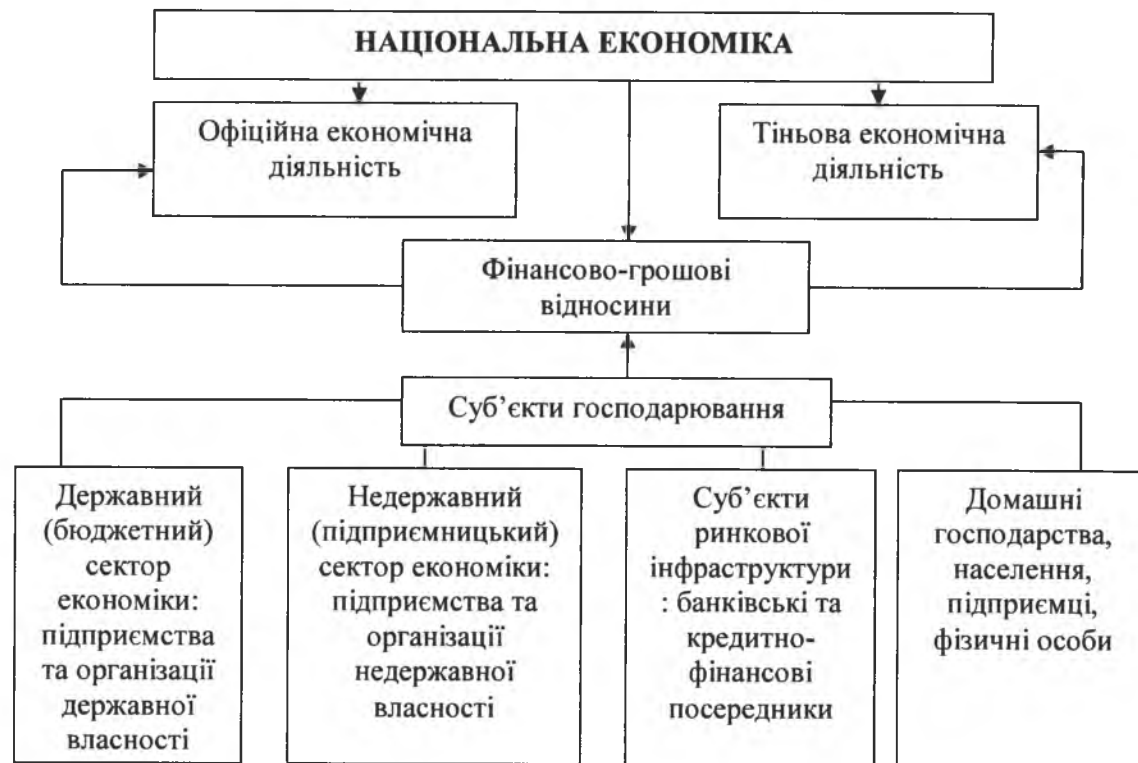 НАЦІОНАЛЬНА ЕКОНОМІКА
Офіційна економічна
діяльність
Тіньова економічна
діяльність
Фінансово-грошові
відносини
Суб’єкти господарювання
Державний
(бюджетний)
сектор
економіки:
підприємства
та організації
державної
власності
Недержавний
(підприємницький)
сектор економіки:
підприємства та
організації
недержавної
власності
Суб’єкти
ринкової
інфраструктури
: банківські та
кредитно-
фінансові
посередники
Домашні
господарства,
населення,
підприємці,
фізичні особи